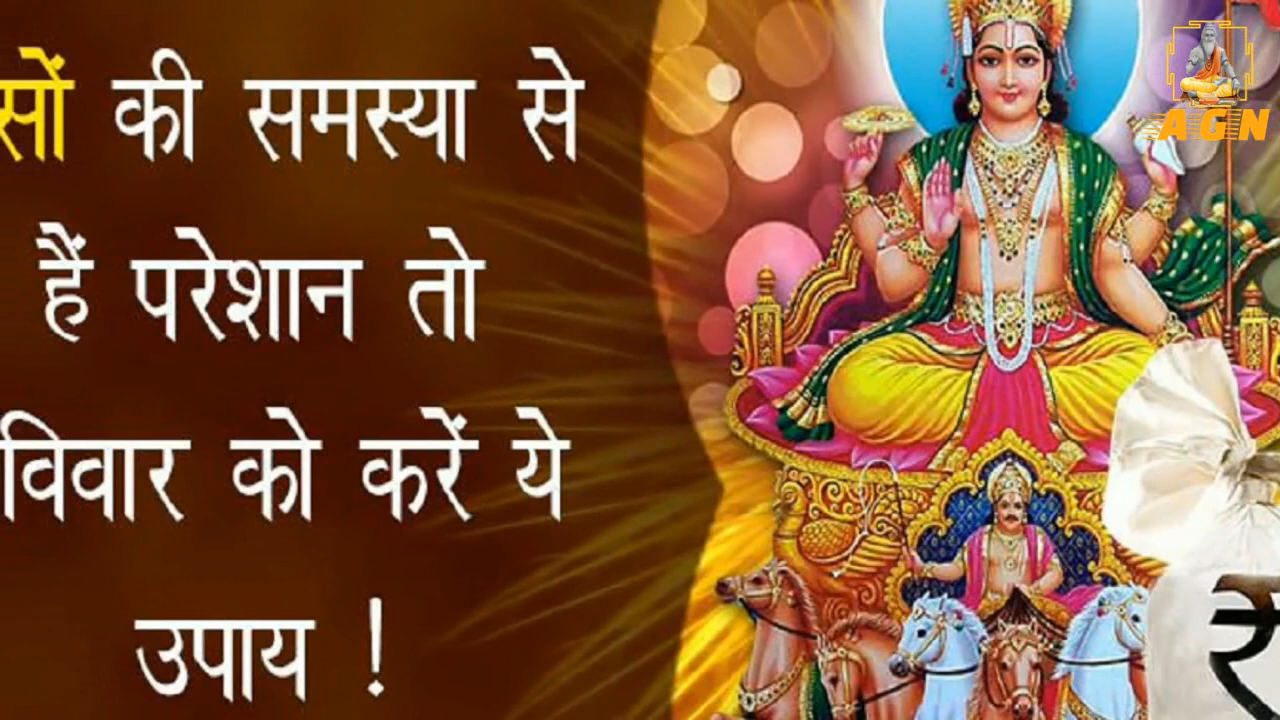 सों की समस्या से
हैं परेशान तो
विवार को करें ये
उपाय !
AGN
₹